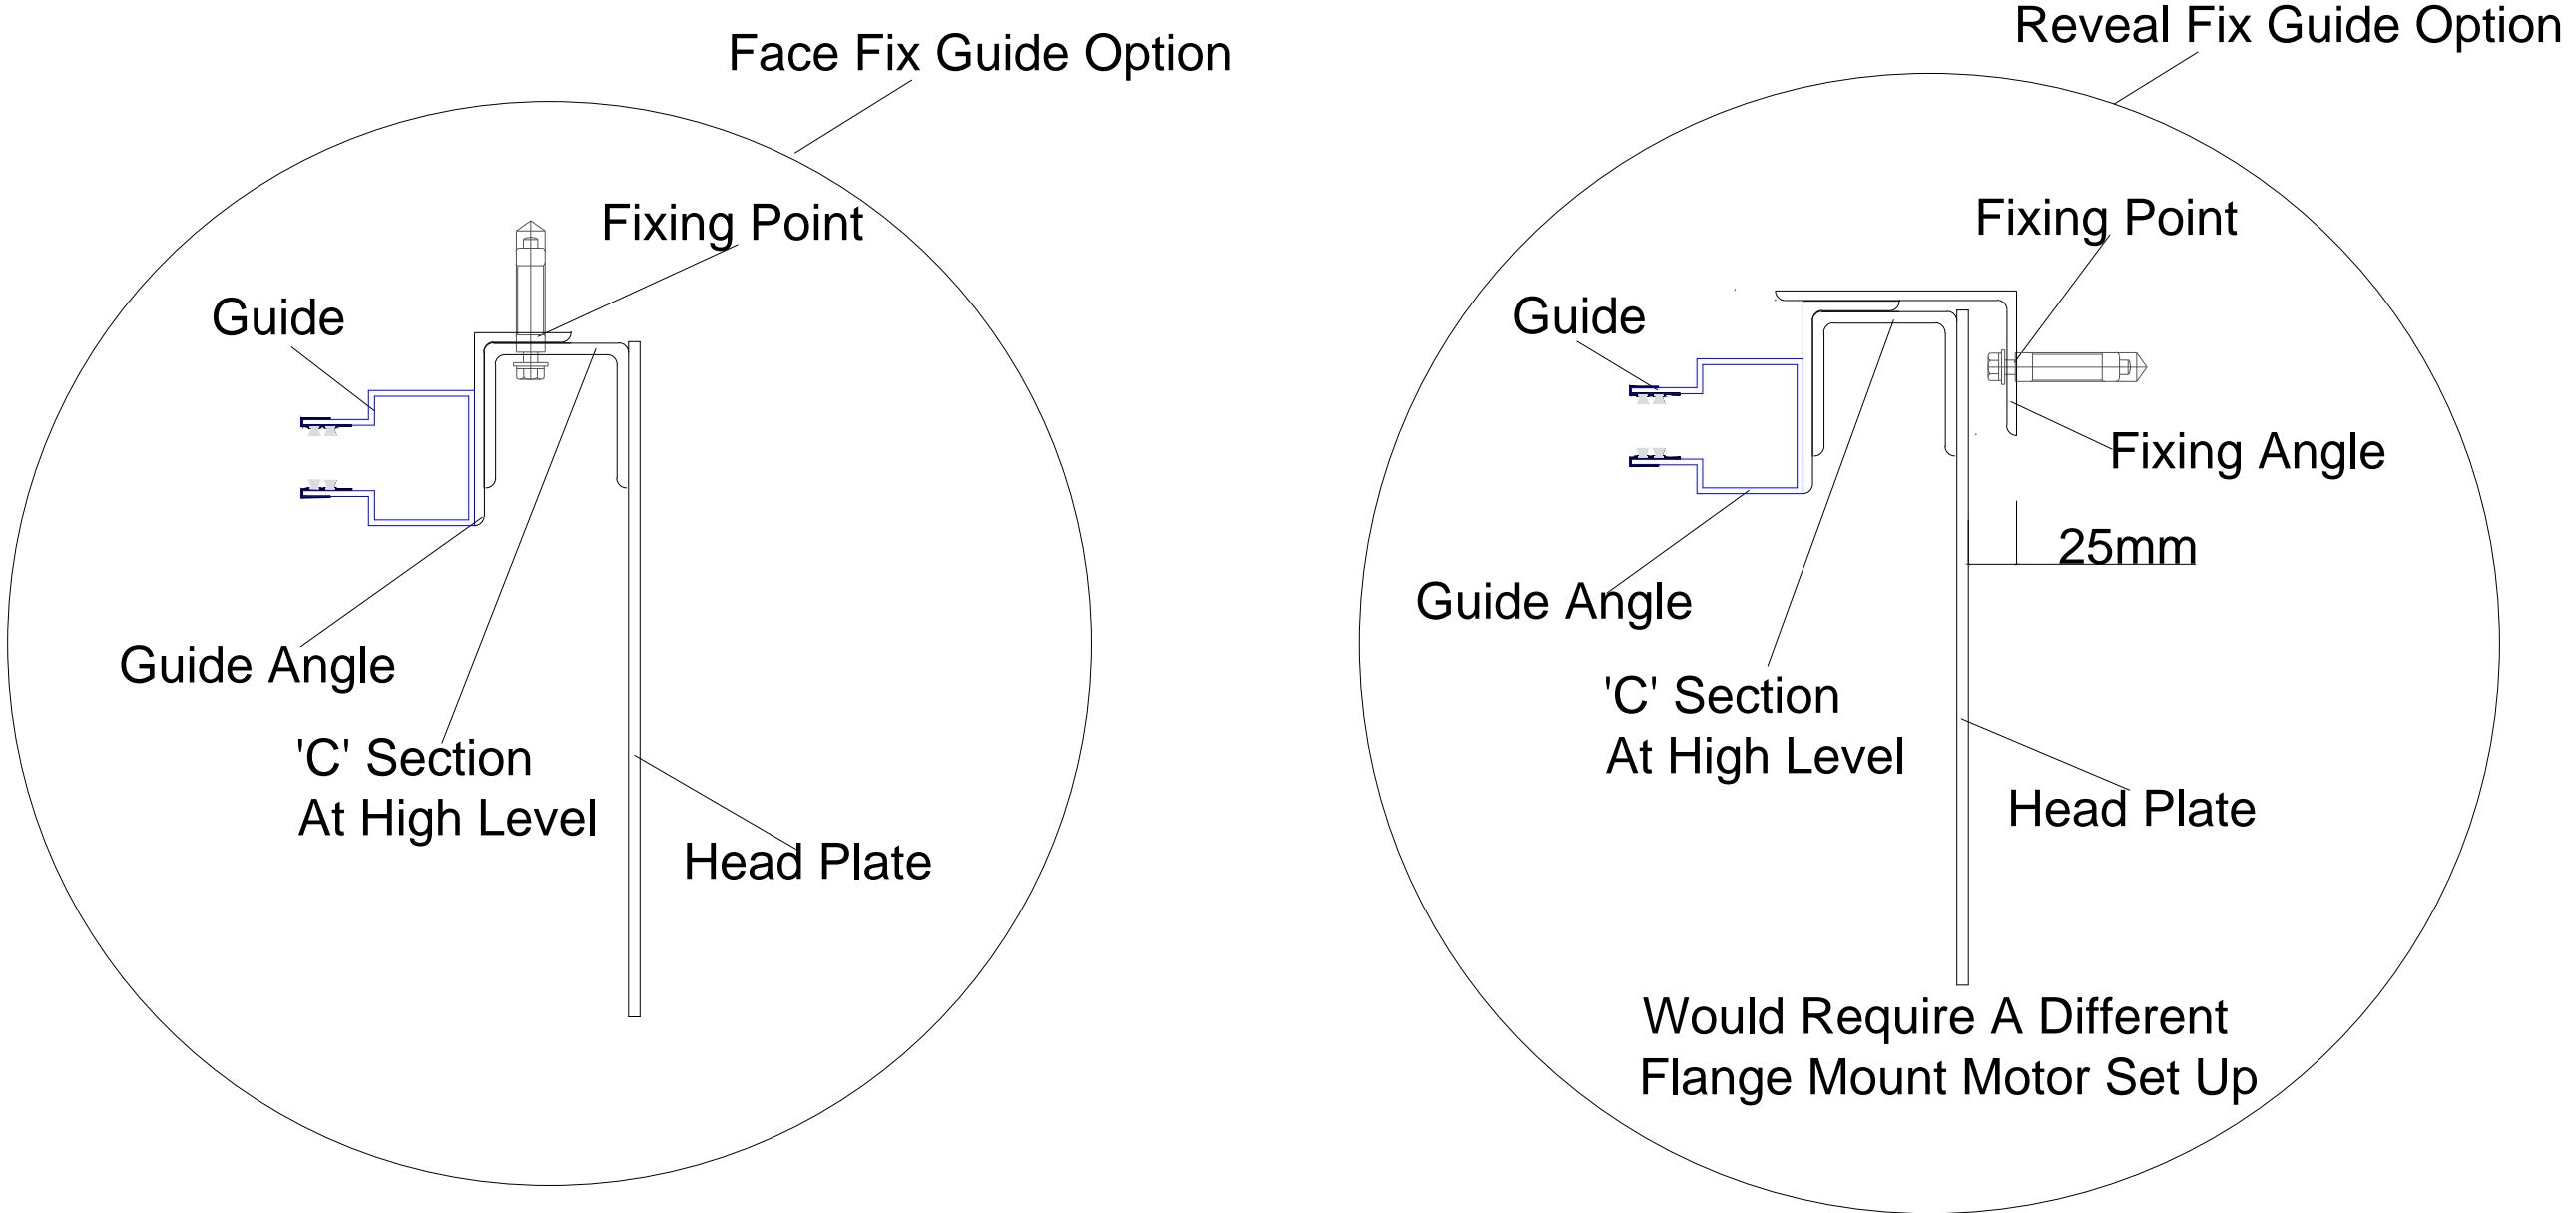 Face Fix Guide Option
Fixing Point
Guide
Guide Angle
'C' Section
At High Level
Head Plate
Reveal Fix Guide Option
Fixing Point
Guide
Fixing Angle
25mm
Guide Angle
'C' Section
At High Level
Head Plate
Would Require A Different
Flange Mount Motor Set Up